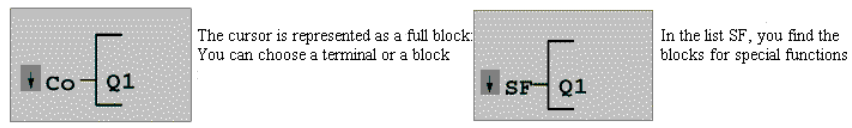 Co Q1
The cursor is represented as a full block:
You can choose a terminal or a block
SF Q1
In the list SF, you find the
blocks for special functions